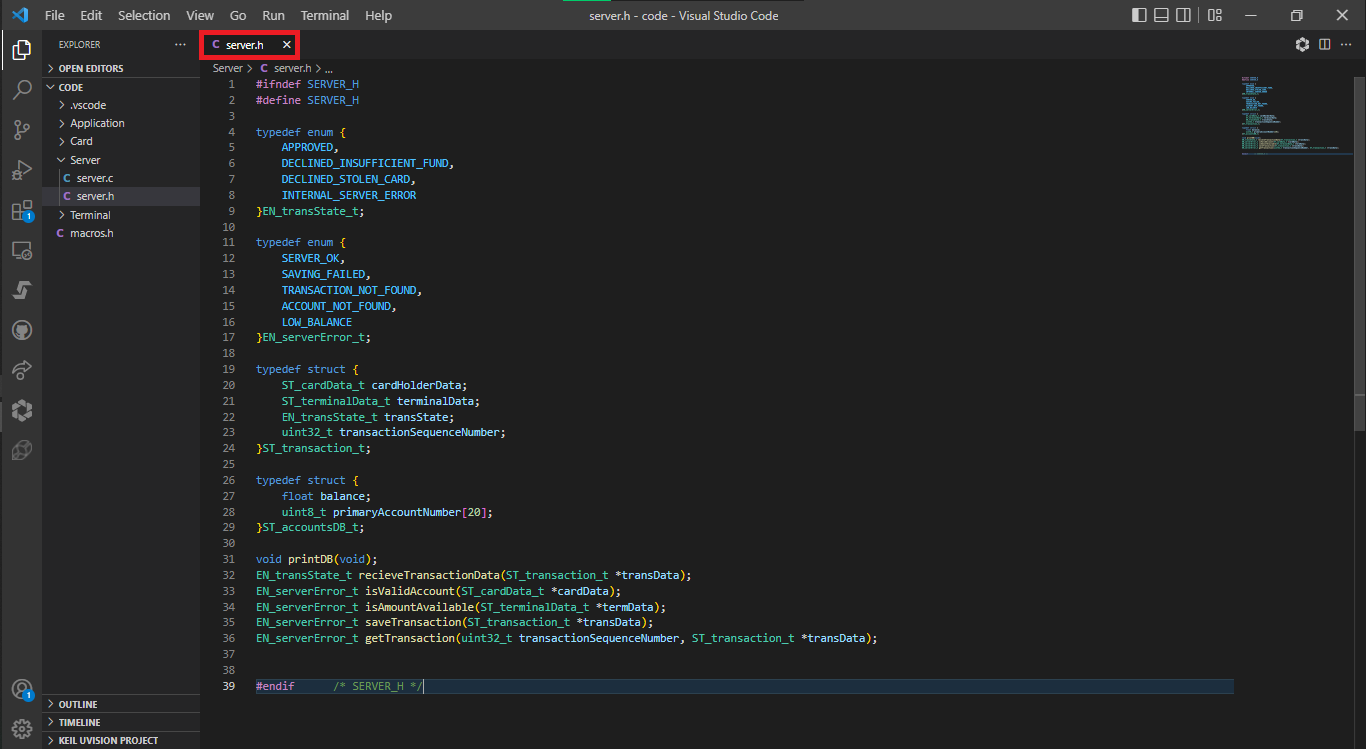 File Edit Selection View Go Run Terminal Help
server.h - code - Visual Studio Code
EXPLORER
OPEN EDITORS
CODE
.vscode
Application
Card
Server
C server.c
C server.h
Terminal
C macros.h
1
1
OUTLINE
TIMELINE
KEIL UVISION PROJECT
C server.h
Server > C server.h > ...
1 #ifndef SERVER_H
2 #define SERVER_H
3
4 typedef enum {
5     APPROVED,
6     DECLINED_INSUFFICIENT_FUND,
7     DECLINED_STOLEN_CARD,
8     INTERNAL_SERVER_ERROR
9 }EN_transState_t;
10
11 typedef enum {
12     SERVER_OK,
13     SAVING_FAILED,
14     TRANSACTION_NOT_FOUND,
15     ACCOUNT_NOT_FOUND,
16     LOW_BALANCE
17 }EN_serverError_t;
18
19 typedef struct {
20     ST_cardData_t cardHolderData;
21     ST_terminalData_t terminalData;
22     EN_transState_t transState;
23     uint32_t transactionSequenceNumber;
24 }ST_transaction_t;
25
26 typedef struct {
27     float balance;
28     uint8_t primaryAccountNumber[20];
29 }ST_accountsDB_t;
30
31 void printDB(void);
32 EN_transState_t recieveTransactionData(ST_transaction_t *transData);
33 EN_serverError_t isValidAccount(ST_cardData_t *cardData);
34 EN_serverError_t isAmountAvailable(ST_terminalData_t *termData);
35 EN_serverError_t saveTransaction(ST_transaction_t *transData);
36 EN_serverError_t getTransaction(uint32_t transactionSequenceNumber, ST_transaction_t *transData);
37
38
39 #endif      /* SERVER_H */